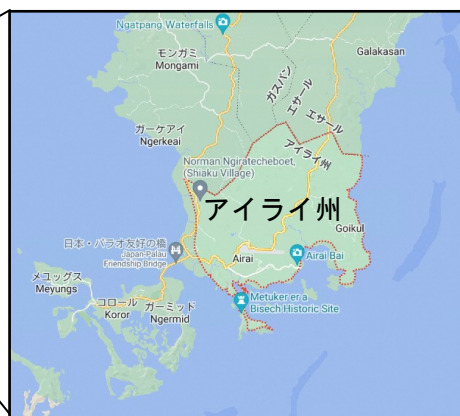 Ngatpang Waterfalls
モンガミ
Mongami
Galakasan
ガスパン
エサール
エサール
アイライ州
ガーケアイ
Ngerkeai
Norman Ngiratecheboet,
(Shiaku Village)
アイライ州
Goikul
日本・パラオ友好の橋
Japan-Palau
Friendship Bridge
Airai
Airai Bai
メユッグス
Meyungs
コロール
Koror
ガーミッド
Ngermid
Metuker er a
Bisech Historic Site